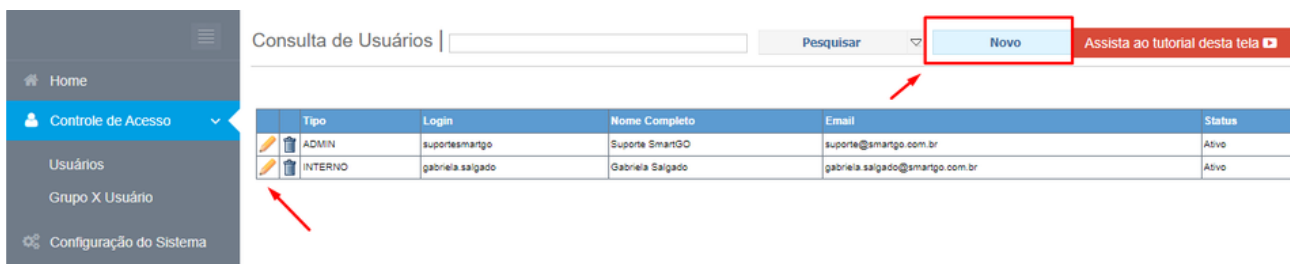 Consulta de Usuários
Pesquisar
Novo
Assista ao tutorial desta tela
Home
Controle de Acesso
Usuários
Grupo X Usuário
Configuração do Sistema
Tipo Login Nome Completo Email Status
ADMIN suportesmartgo Suporte SmartGO suporte@smartgo.com.br Ativo
INTERNO gabriela.salgado Gabriela Salgado gabriela.salgado@smartgo.com.br Ativo